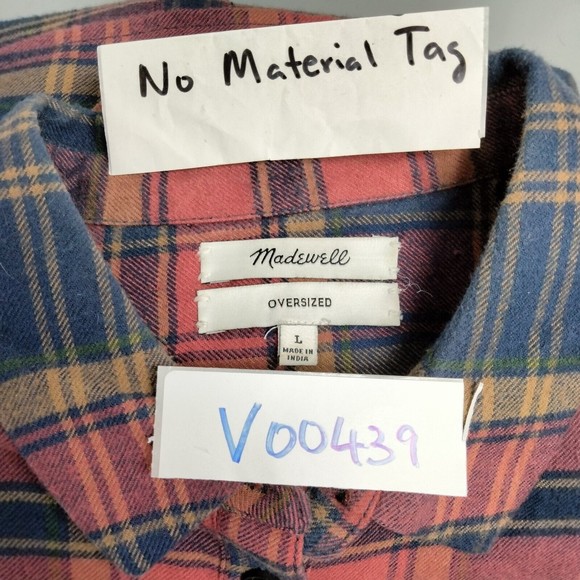 No Material Tag
Madewell
OVERSIZED
L
MADE IN
INDIA
V00439